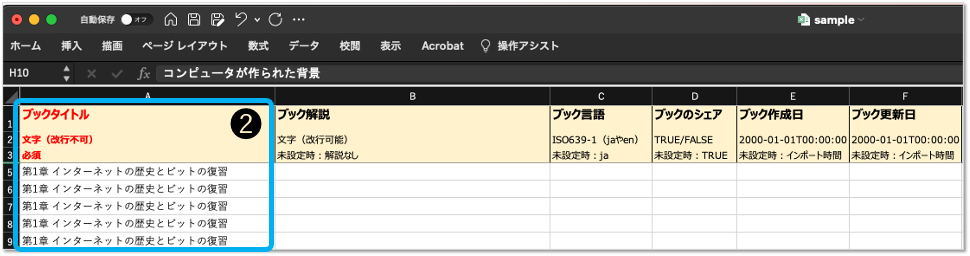 自動保存 オフ sample
ホーム 挿入 描画 ページ レイアウト 数式 データ 校閲 表示 Acrobat 操作アシスト
H10 fx コンピュータが作られた背景
A B C D E F
1 ブックタイトル ブック解説 ブック言語 ブックのシェア ブック作成日 ブック更新日
2 文字（改行不可） 文字（改行可能） ISO639-1（jaやen） TRUE/FALSE 2000-01-01T00:00:00 2000-01-01T00:00:00
3 必須 未設定時：解説なし 未設定時：ja 未設定時：TRUE 未設定時：インポート時間 未設定時：インポート時間
2
5 第1章 インターネットの歴史とビットの復習
6 第1章 インターネットの歴史とビットの復習
7 第1章 インターネットの歴史とビットの復習
8 第1章 インターネットの歴史とビットの復習
9 第1章 インターネットの歴史とビットの復習